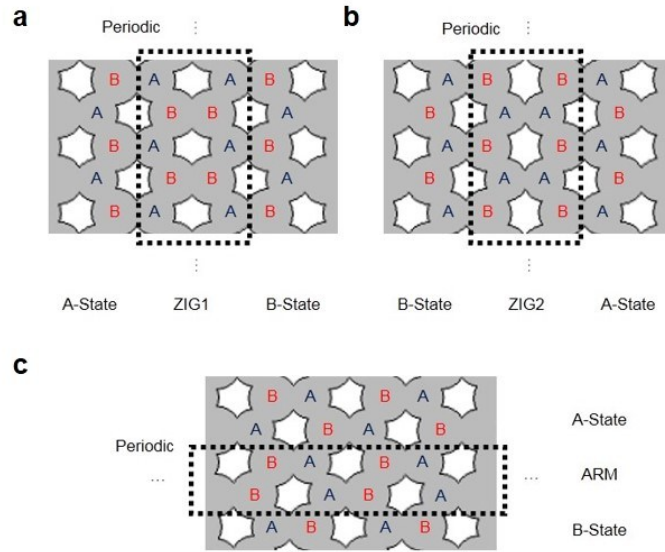 a
Periodic
B A A B
A B B A
B A A B
A B B A
B A A B
A-State ZIG1 B-State
b
Periodic
A B B A
B A A B
A B B A
B A A B
A B B A
B-State ZIG2 A-State
c
Periodic
B A B A
A B A B
B A B A
B A B A
A B A B
A-State
ARM
B-State